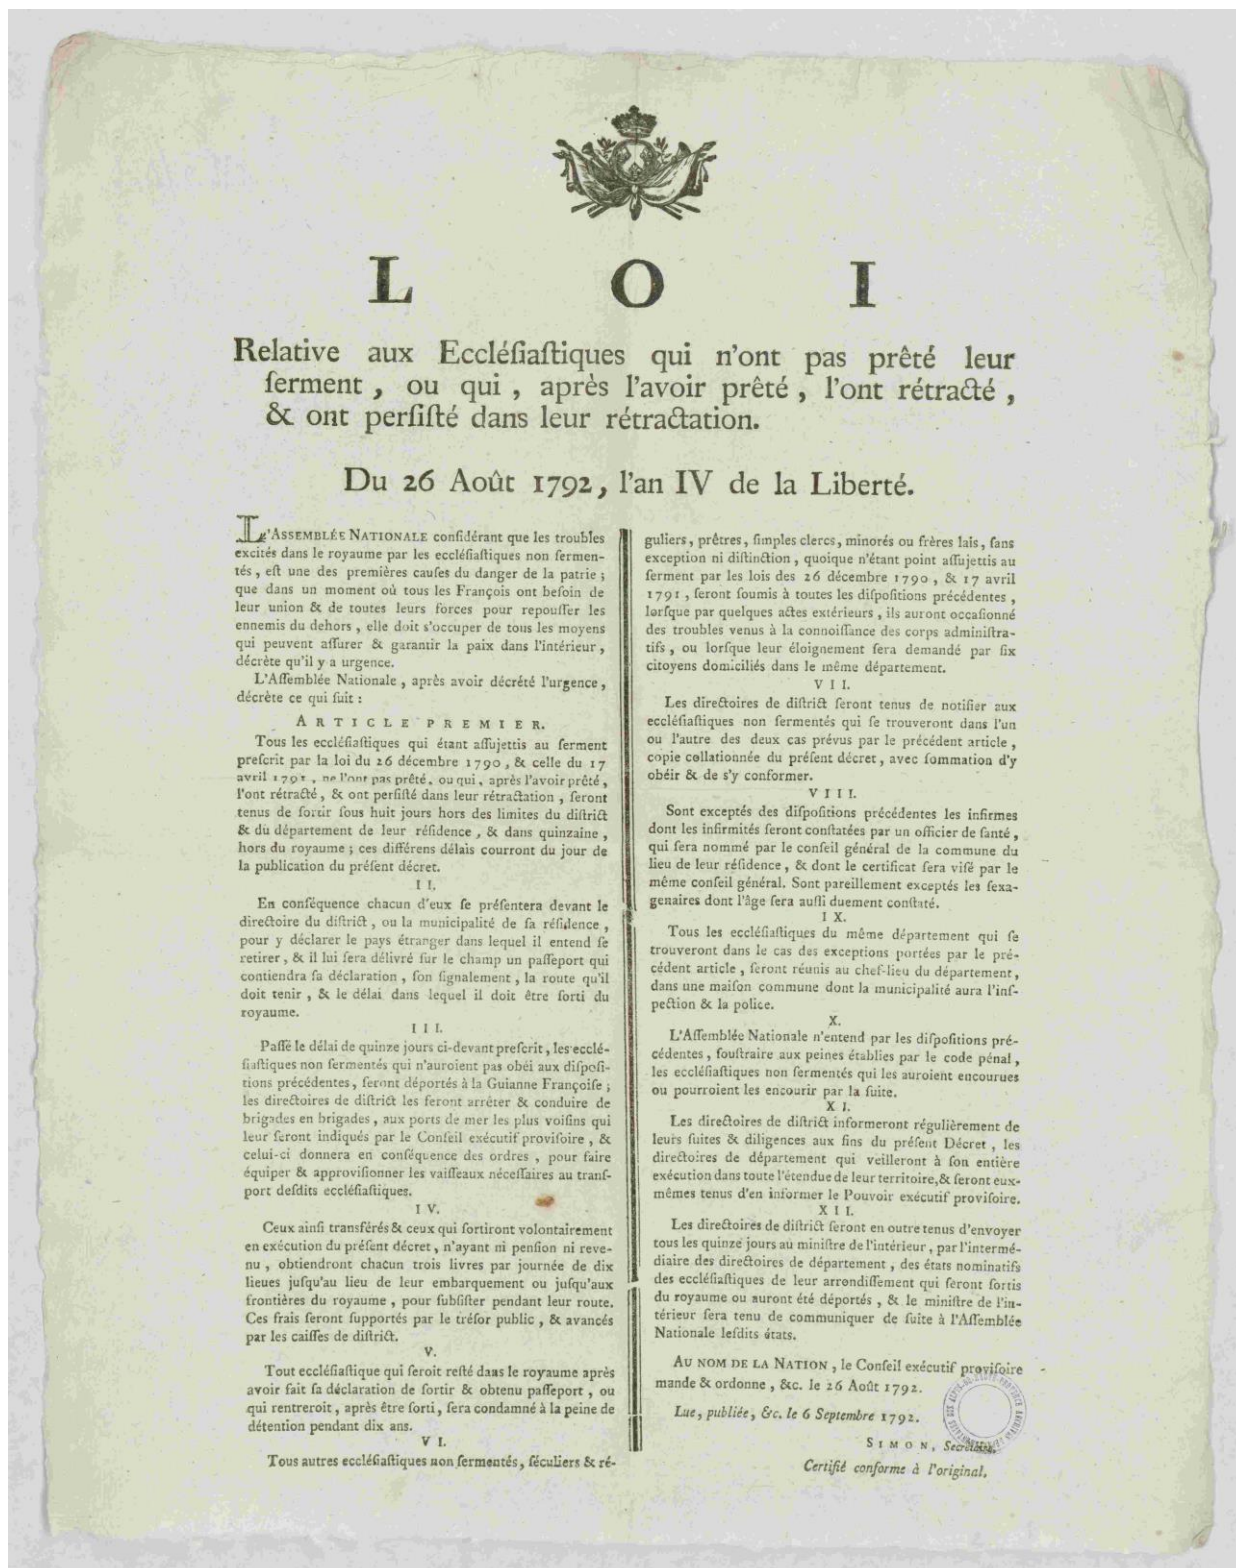 L O I
Relative aux Eccléſiaſtiques qui n'ont pas prêté leur
ſerment, ou qui, après l'avoir prêté, l'ont rétracté,
& ont perſiſté dans leur rétractation.
Du 26 Août 1792, l'an IV de la Liberté.
L'ASSEMBLÉE NATIONALE conſidérant que les troubles
excités dans le royaume par les eccléſiaſtiques non ſermen-
tés, eſt une des premières cauſes du danger de la patrie;
que dans un moment où tous les François ont beſoin de
leur union & de toutes leurs forces pour repouſſer les
ennemis du dehors, elle doit s'occuper de tous les moyens
qui peuvent aſſurer & garantir la paix dans l'intérieur,
décrète qu'il y a urgence.
L'Aſſemblée Nationale, après avoir décrété l'urgence,
décrète ce qui ſuit:
ARTICLE PREMIER.
Tous les eccléſiaſtiques qui étant aſſujettis au ſerment
preſcrit par la loi du 26 décembre 1790, & celle du 17
avril 1791, ne l'ont pas prêté, ou qui, après l'avoir prêté,
l'ont rétracté, & ont perſiſté dans leur rétractation, ſeront
tenus de ſortir ſous huit jours hors des limites du diſtrict
& du département de leur réſidence, & dans quinzaine,
hors du royaume; ces différens délais courront du jour de
la publication du préſent décret.
II.
En conſéquence chacun d'eux ſe préſentera devant le
directoire du diſtrict, ou la municipalité de ſa réſidence,
pour y déclarer le pays étranger dans lequel il entend ſe
retirer, & il lui ſera délivré ſur le champ un paſſeport qui
contiendra ſa déclaration, ſon ſignalement, la route qu'il
doit tenir, & le délai dans lequel il doit être ſorti du
royaume.
III.
Paſſé le délai de quinze jours ci-devant preſcrit, les ecclé-
ſiaſtiques non ſermentés qui n'auroient pas obéi aux diſpoſi-
tions précédentes, ſeront déportés à la Guianne Françoiſe;
les directoires de diſtrict les feront arrêter & conduire de
brigades en brigades, aux ports de mer les plus voiſins qui
leur ſeront indiqués par le Conſeil exécutif proviſoire, &
celui-ci donnera en conſéquence des ordres, pour faire
équiper & approviſionner les vaiſſeaux néceſſaires au tranſ-
port deſdits eccléſiaſtiques.
IV.
Ceux ainſi transférés & ceux qui ſortiront volontairement
en exécution du préſent décret, n'ayant ni penſion ni reve-
nu, obtiendront chacun trois livres par journée de dix
lieues juſqu'au lieu de leur embarquement ou juſqu'aux
frontières du royaume, pour ſubſiſter pendant leur route.
Ces frais ſeront ſupportés par le tréſor public, & avancés
par les caiſſes de diſtrict.
V.
Tout eccléſiaſtique qui ſeroit reſté dans le royaume après
avoir fait ſa déclaration de ſortir & obtenu paſſeport, ou
qui rentreroit, après être ſorti, ſera condamné à la peine de
détention pendant dix ans.
VI.
Tous autres eccléſiaſtiques non ſermentés, ſéculiers & ré-
guliers, prêtres, ſimples clercs, minorés ou frères lais, ſans
exception ni diſtinction, quoique n'étant point aſſujettis au
ſerment par les lois des 26 décembre 1790, & 17 avril
1791, ſeront ſoumis à toutes les diſpoſitions précédentes,
lorſque par quelques actes extérieurs, ils auront occaſionné
des troubles venus à la connoiſſance des corps adminiſtra-
tifs, ou lorſque leur éloignement ſera demandé par ſix
citoyens domiciliés dans le même département.
VII.
Les directoires de diſtrict ſeront tenus de notifier aux
eccléſiaſtiques non ſermentés qui ſe trouveront dans l'un
ou l'autre des deux cas prévus par le précédent article,
copie collationnée du préſent décret, avec ſommation d'y
obéir & de s'y conformer.
VIII.
Sont exceptés des diſpoſitions précédentes les infirmes
dont les infirmités ſeront conſtatées par un officier de ſanté,
qui ſera nommé par le conſeil général de la commune du
lieu de leur réſidence, & dont le certificat ſera viſé par le
même conſeil général. Sont pareillement exceptés les ſexa-
genaires dont l'âge ſera auſſi duement conſtaté.
IX.
Tous les eccléſiaſtiques du même département qui ſe
trouveront dans le cas des exceptions portées par le pré-
cédent article, ſeront réunis au chef-lieu du département,
dans une maiſon commune dont la municipalité aura l'inſ-
pection & la police.
X.
L'Aſſemblée Nationale n'entend par les diſpoſitions pré-
cédentes, ſouſtraire aux peines établies par le code pénal,
les eccléſiaſtiques non ſermentés qui les auroient encourues
ou pourroient les encourir par la ſuite.
XI.
Les directoires de diſtrict informeront régulièrement de
leurs ſuites & diligences aux fins du préſent Décret, les
directoires de département qui veilleront à ſon entière
exécution dans toute l'étendue de leur territoire, & ſeront eux-
mêmes tenus d'en informer le Pouvoir exécutif proviſoire.
XII.
Les directoires de diſtrict ſeront en outre tenus d'envoyer
tous les quinze jours au miniſtre de l'intérieur, par l'intermé-
diaire des directoires de département, des états nominatifs
des eccléſiaſtiques de leur arrondiſſement qui ſeront ſortis
du royaume ou auront été déportés, & le miniſtre de l'in-
térieur ſera tenu de communiquer de ſuite à l'Aſſemblée
Nationale leſdits états.
AU NOM DE LA NATION, le Conſeil exécutif proviſoire
mande & ordonne, &c. le 26 Août 1792.
Lue, publiée, &c. le 6 Septembre 1792.
SIMON, Secrétaire.
Certifié conforme à l'original.